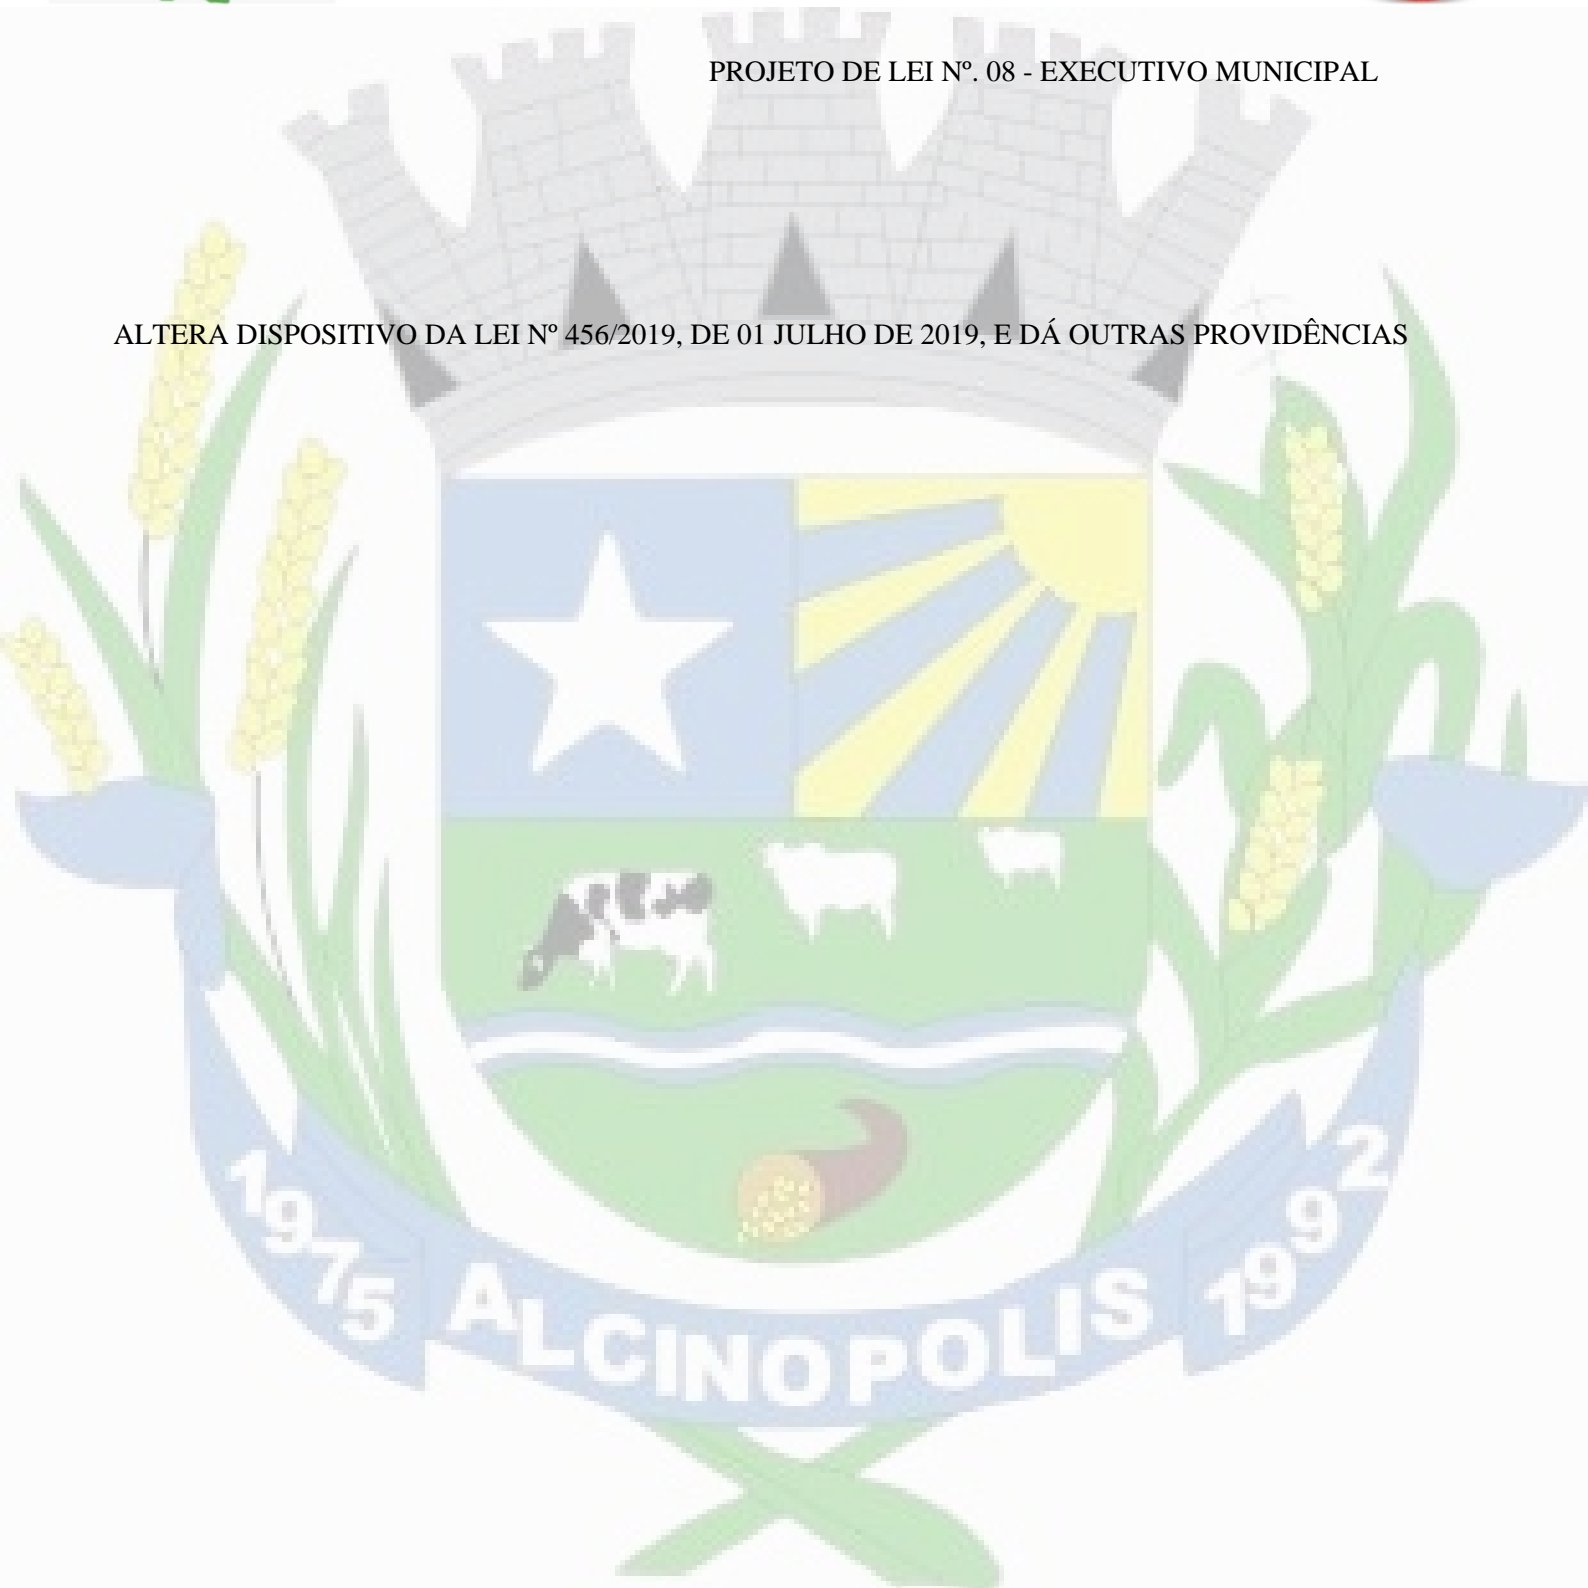 PROJETO DE LEI Nº. 08 - EXECUTIVO MUNICIPAL
ALTERA DISPOSITIVO DA LEI Nº 456/2019, DE 01 JULHO DE 2019, E DÁ OUTRAS PROVIDÊNCIAS
1975 ALCINOPOLIS 1992